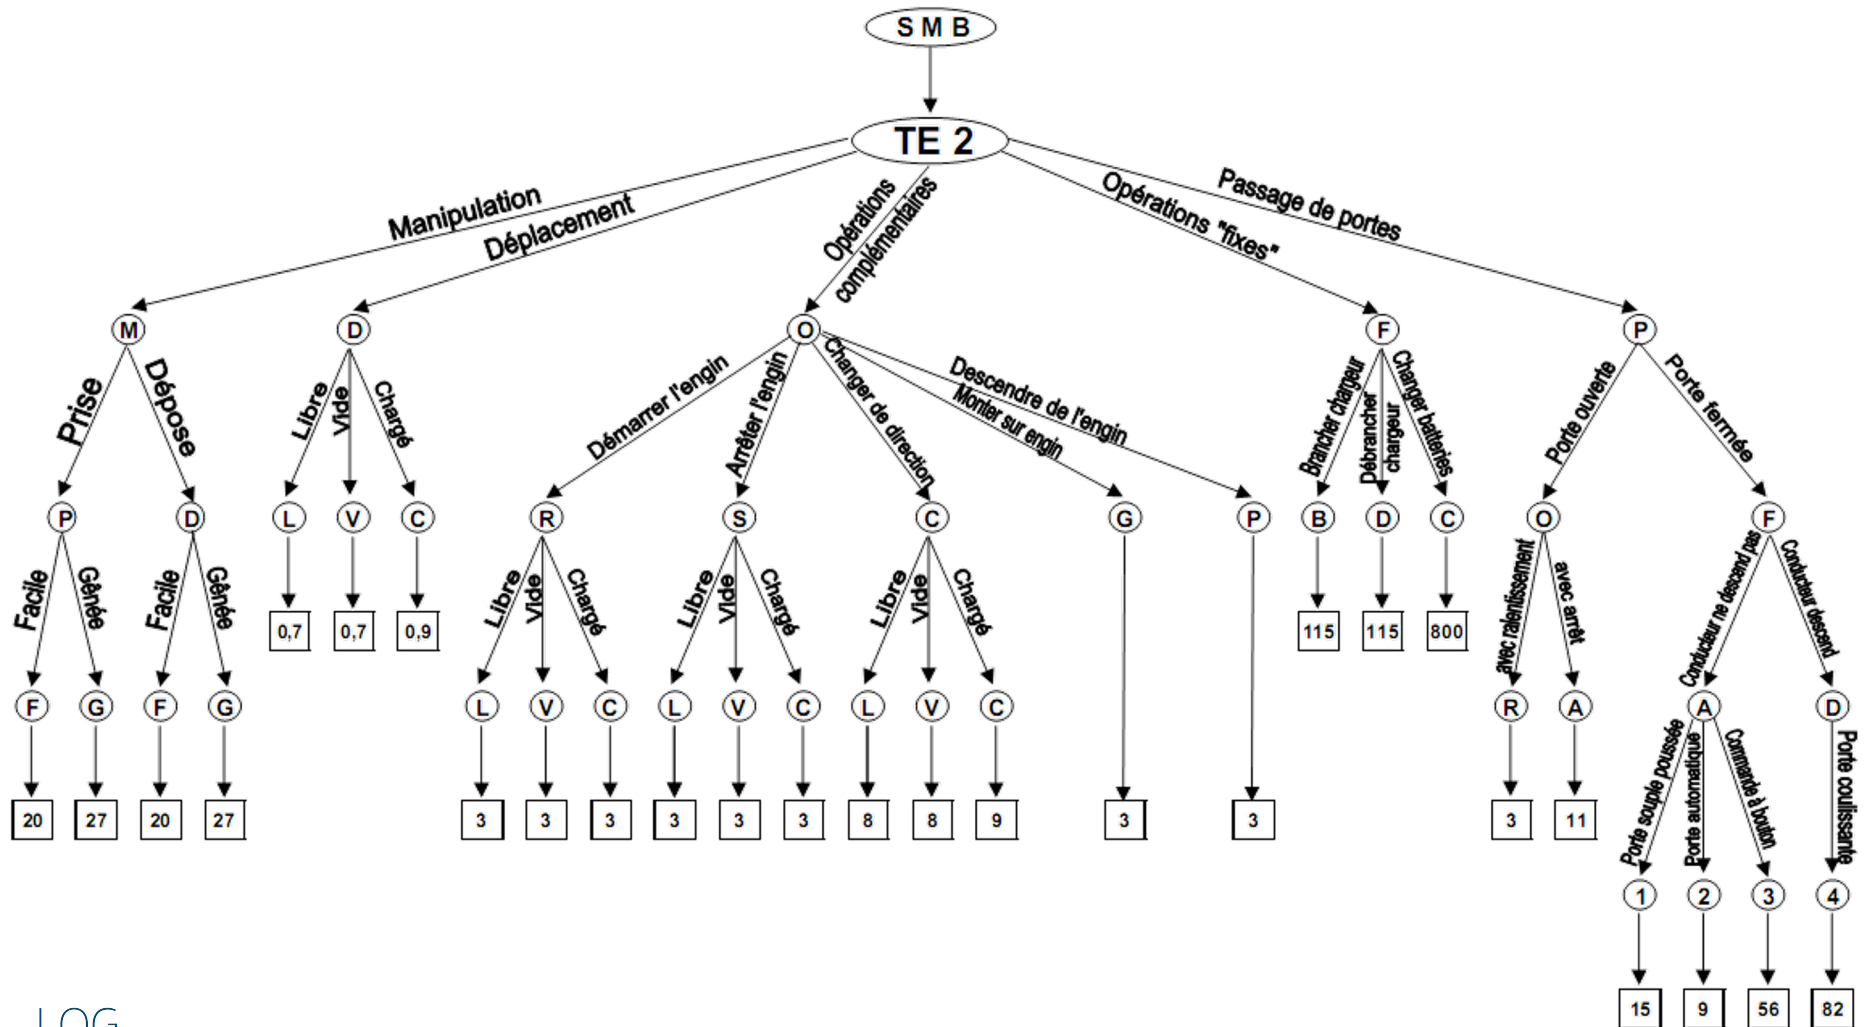 S M B
TE 2
Manipulation
Déplacement
Opérations
complémentaires
Opérations "fixes"
Passage de portes
M
D
O
F
P
Prise
Dépose
Libre
Vide
Chargé
Démarrer l'engin
Arrêter l'engin
Changer de direction
Monter sur engin
Descendre de l'engin
Brancher chargeur
Débrancher
chargeur
Changer batteries
Porte ouverte
Porte fermée
P
D
L
V
C
R
S
C
G
P
B
D
C
O
F
Facile
Gênée
Facile
Gênée
0,7
0,7
0,9
Libre
Vide
Chargé
Libre
Vide
Chargé
Libre
Vide
Chargé
115
115
800
avec ralentissement
avec arrêt
Conducteur ne descend pas
Conducteur descend
F
G
F
G
L
V
C
L
V
C
L
V
C
R
A
A
D
20
27
20
27
3
3
3
3
3
3
8
8
9
3
3
3
11
Porte souple poussée
Porte automatique
Commande à bouton
Porte coulissante
1
2
3
4
15
9
56
82
LOG